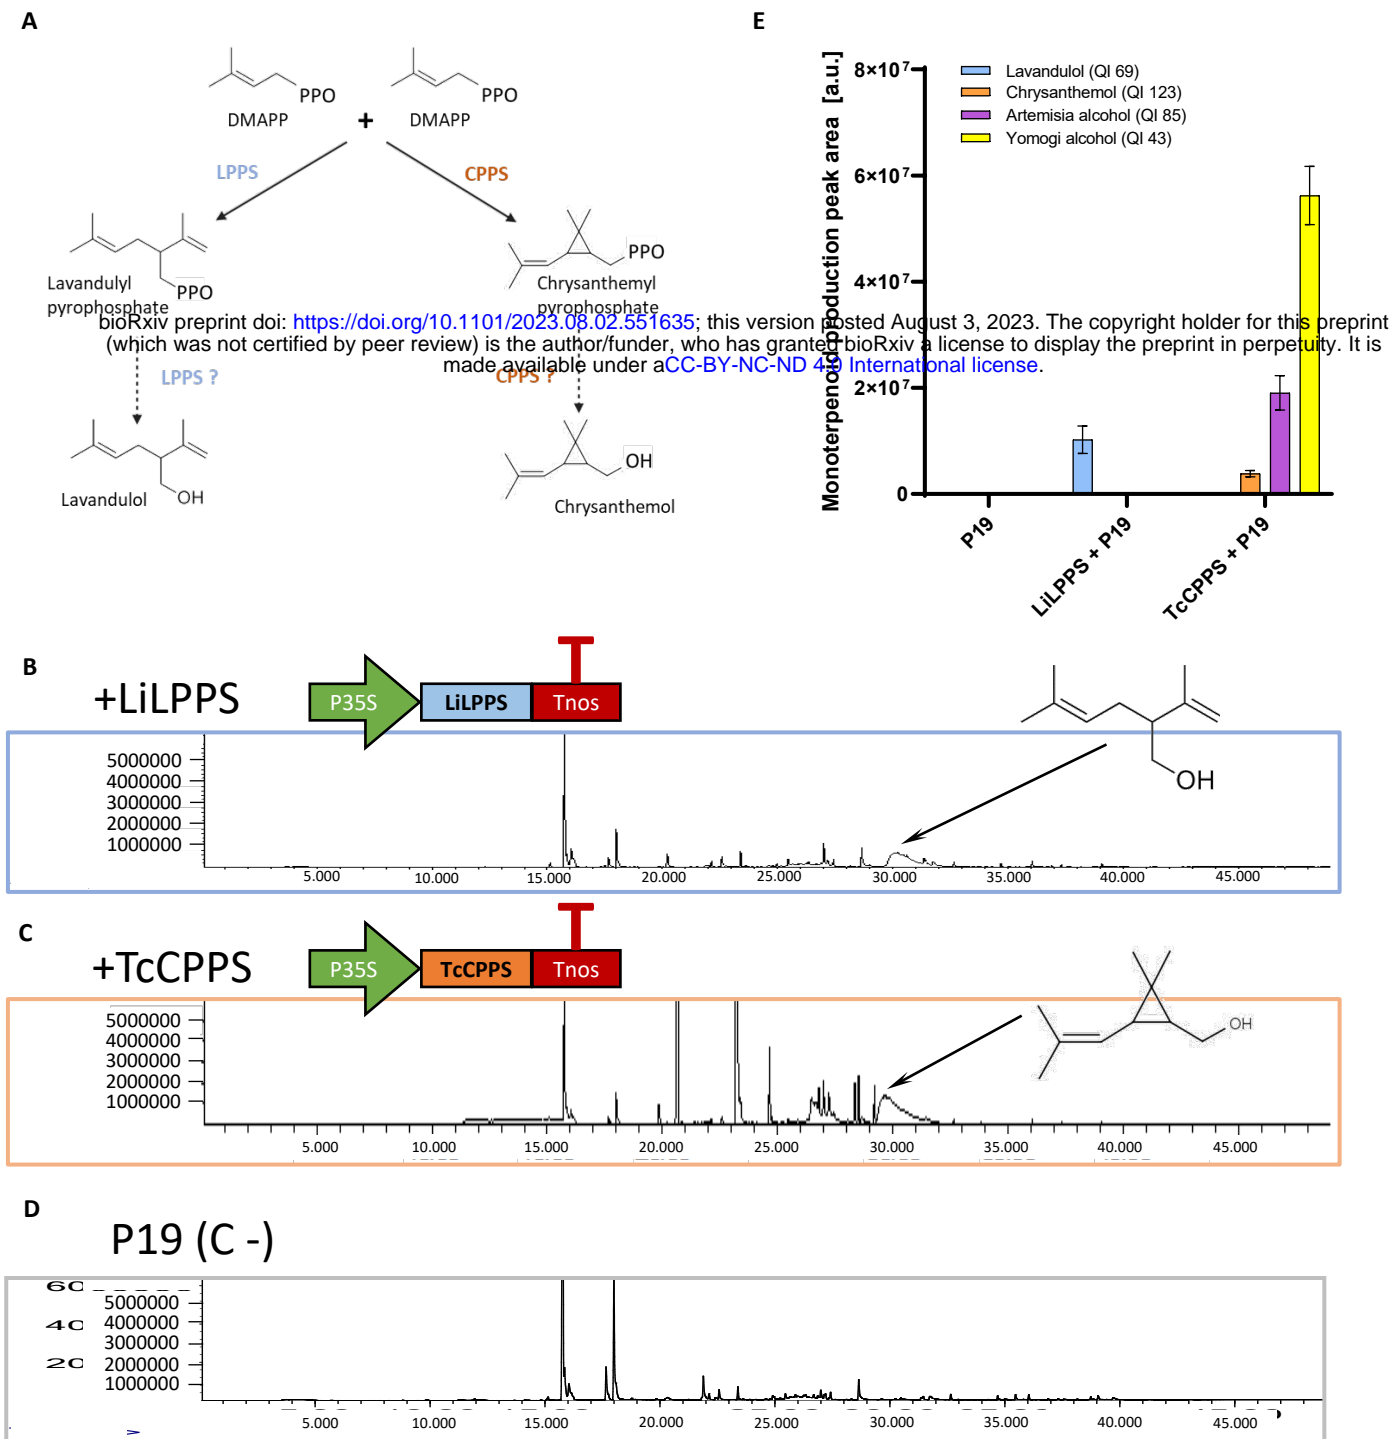 A
PPO
DMAPP
+
PPO
DMAPP
LPPS
CPPS
Lavandulyl
pyrophosphate
PPO
PPO
Chrysanthemyl
pyrophosphate
bioRxiv preprint doi: https://doi.org/10.1101/2023.08.02.551635; this version posted August 3, 2023. The copyright holder for this preprint
(which was not certified by peer review) is the author/funder, who has granted bioRxiv a license to display the preprint in perpetuity. It is
made available under aCC-BY-NC-ND 4.0 International license.
LPPS ?
CPPS ?
Lavandulol
OH
OH
Chrysanthemol
E
Monoterpenoid production peak area [a.u.]
8×10⁷
6×10⁷
4×10⁷
2×10⁷
0
Lavandulol (QI 69)
Chrysanthemol (QI 123)
Artemisia alcohol (QI 85)
Yomogi alcohol (QI 43)
P19
LiLPPS + P19
TcCPPS + P19
B
+LiLPPS
P35S
LiLPPS
Tnos
OH
5000000
4000000
3000000
2000000
1000000
5.000 10.000 15.000 20.000 25.000 30.000 35.000 40.000 45.000
C
+TcCPPS
P35S
TcCPPS
Tnos
OH
5000000
4000000
3000000
2000000
1000000
5.000 10.000 15.000 20.000 25.000 30.000 35.000 40.000 45.000
D
P19 (C -)
5000000
4000000
3000000
2000000
1000000
5.000 10.000 15.000 20.000 25.000 30.000 35.000 40.000 45.000